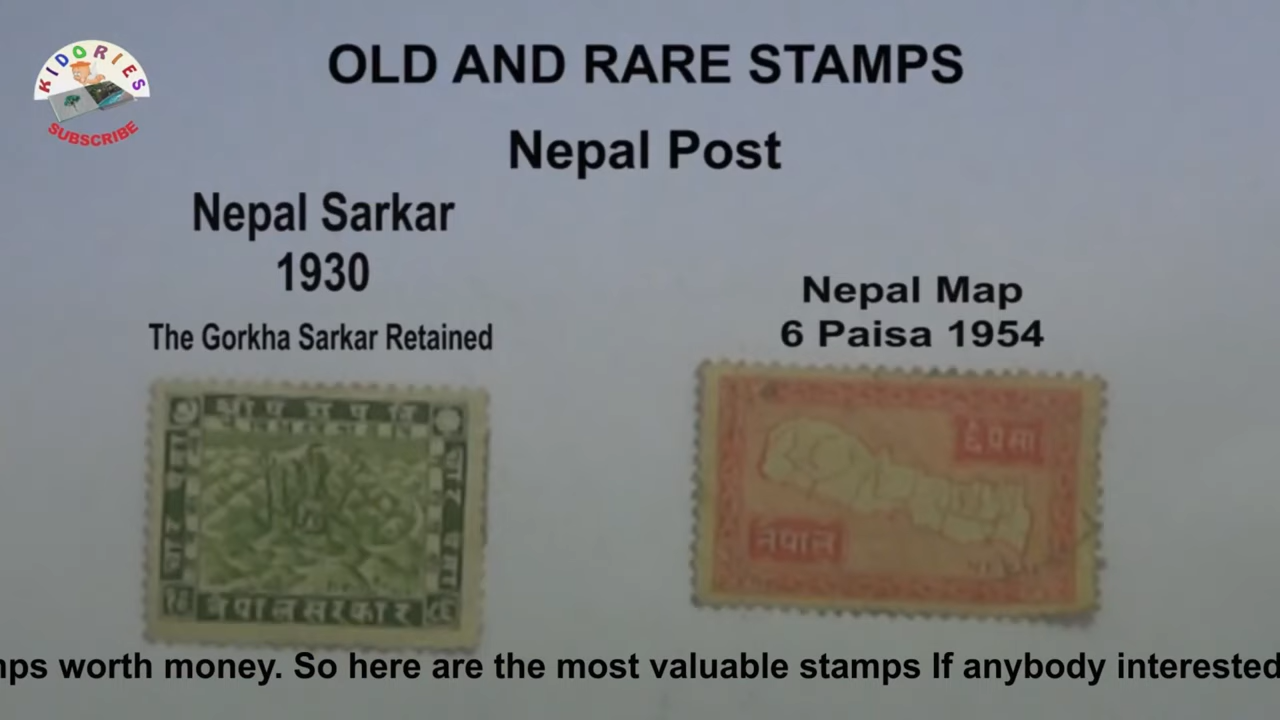 KIDORIES
SUBSCRIBE
OLD AND RARE STAMPS
Nepal Post
Nepal Sarkar
1930
The Gorkha Sarkar Retained
Nepal Map
6 Paisa 1954
नेपाल सरकार
नेपाल
mps worth money. So here are the most valuable stamps If anybody interested